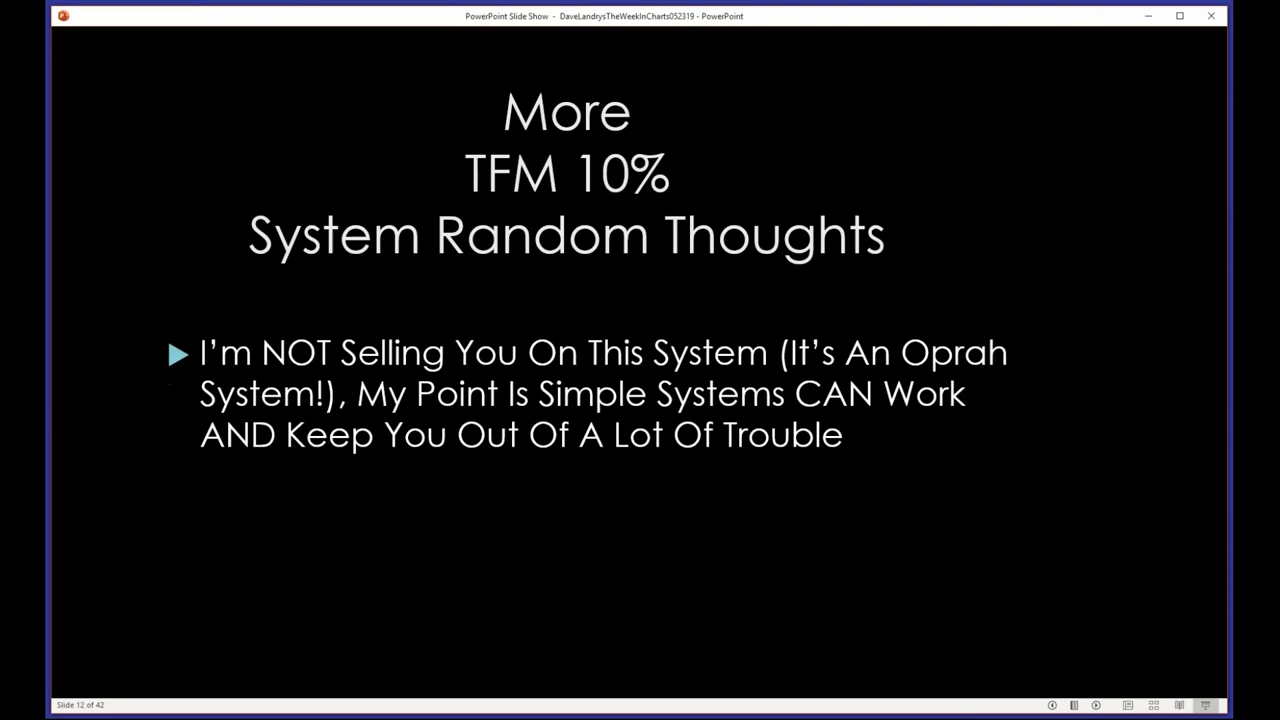 PowerPoint Slide Show - DaveLandrysTheWeekInCharts052319 - PowerPoint
More
TFM 10%
System Random Thoughts
I'm NOT Selling You On This System (It's An Oprah
System!), My Point Is Simple Systems CAN Work
AND Keep You Out Of A Lot Of Trouble
Slide 12 of 42